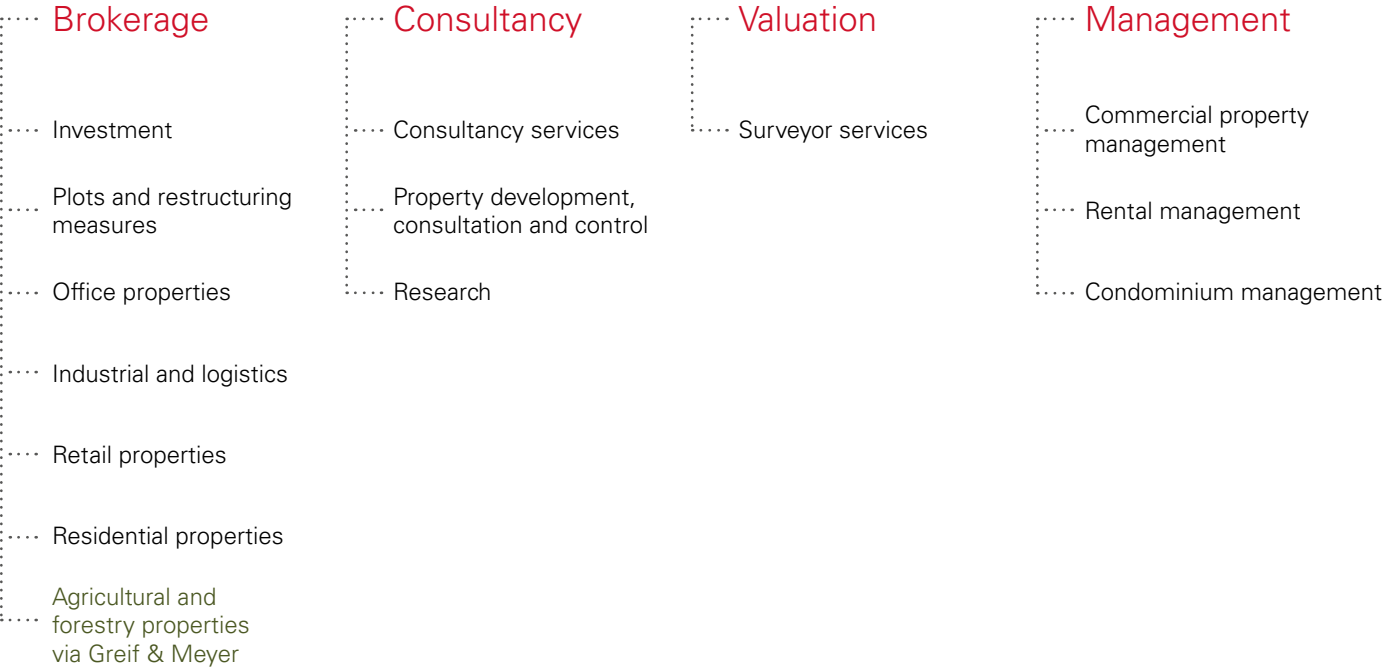 Brokerage
Investment
Plots and restructuring
measures
Office properties
Industrial and logistics
Retail properties
Residential properties
Agricultural and
forestry properties
via Greif & Meyer
Consultancy
Consultancy services
Property development,
consultation and control
Research
Valuation
Surveyor services
Management
Commercial property
management
Rental management
Condominium management